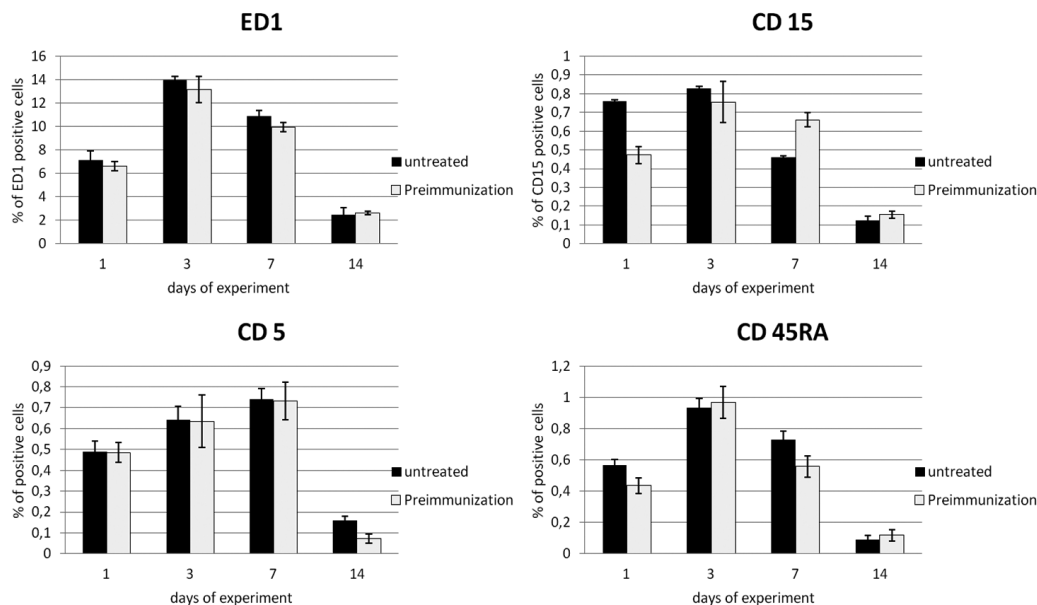 ED1
16
14
12
10
8
6
4
2
0
% of ED1 positive cells
1 3 7 14
days of experiment
untreated
Preimmunization
CD 15
1
0,9
0,8
0,7
0,6
0,5
0,4
0,3
0,2
0,1
0
% of CD15 positive cells
1 3 7 14
days of experiment
untreated
Preimmunization
CD 5
0,9
0,8
0,7
0,6
0,5
0,4
0,3
0,2
0,1
0
% of positive cells
1 3 7 14
days of experiment
untreated
Preimmunization
CD 45RA
1,2
1
0,8
0,6
0,4
0,2
0
% of positive cells
1 3 7 14
days of experiment
untreated
Preimmunization